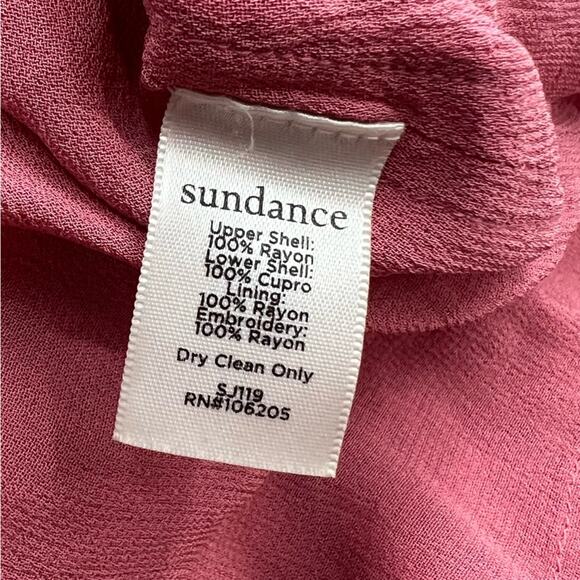 sundance
Upper Shell:
100% Rayon
Lower Shell:
100% Cupro
Lining:
100% Rayon
Embroidery:
100% Rayon
Dry Clean Only
SJ119
RN#106205